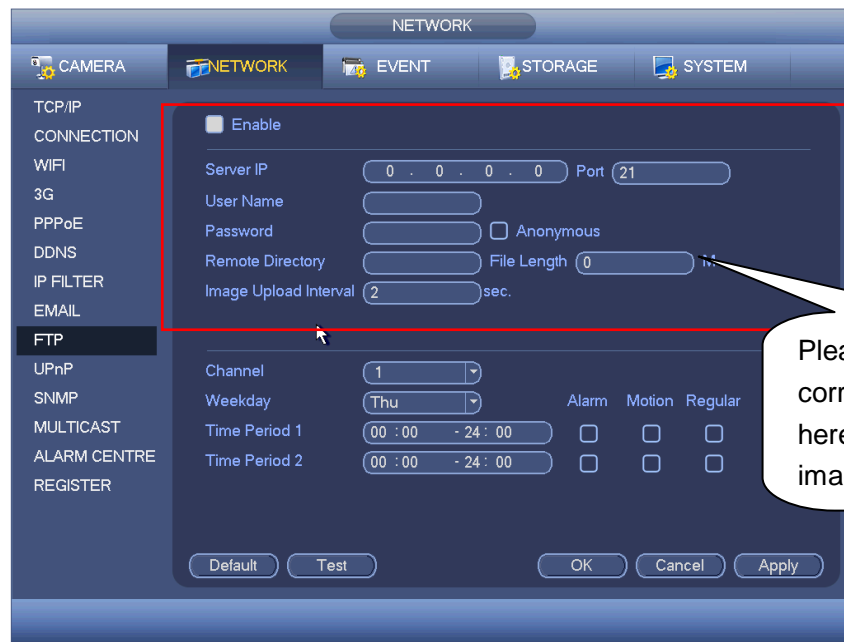 NETWORK
CAMERA NETWORK EVENT STORAGE SYSTEM
TCP/IP
CONNECTION
WIFI
3G
PPPoE
DDNS
IP FILTER
EMAIL
FTP
UPnP
SNMP
MULTICAST
ALARM CENTRE
REGISTER
Enable
Server IP 0 . 0 . 0 . 0 Port 21
User Name
Password Anonymous
Remote Directory File Length 0 M
Image Upload Interval 2 sec.
Channel 1
Weekday Thu Alarm Motion Regular
Time Period 1 00 : 00 - 24 : 00
Time Period 2 00 : 00 - 24 : 00
Default Test OK Cancel Apply
here